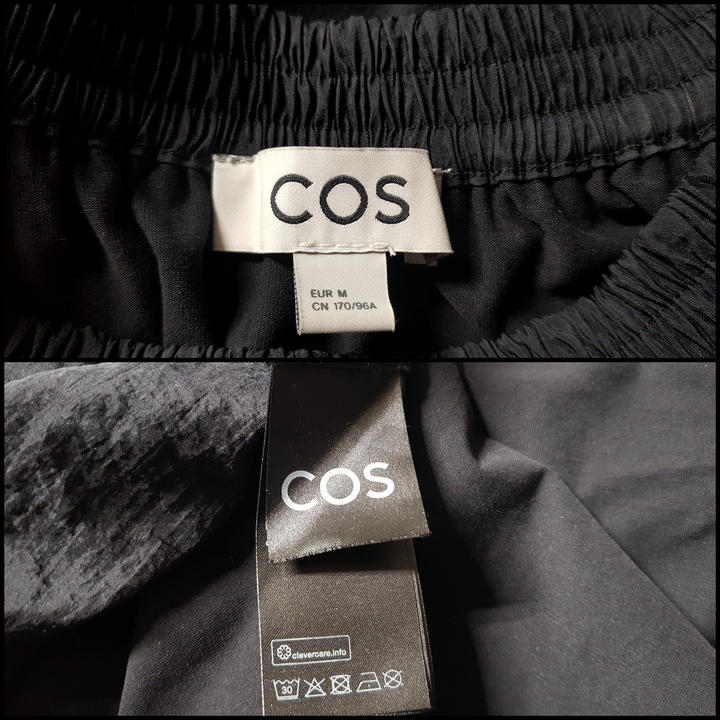 COS
EUR M
CN 170/96A
COS
clevercare.info
30